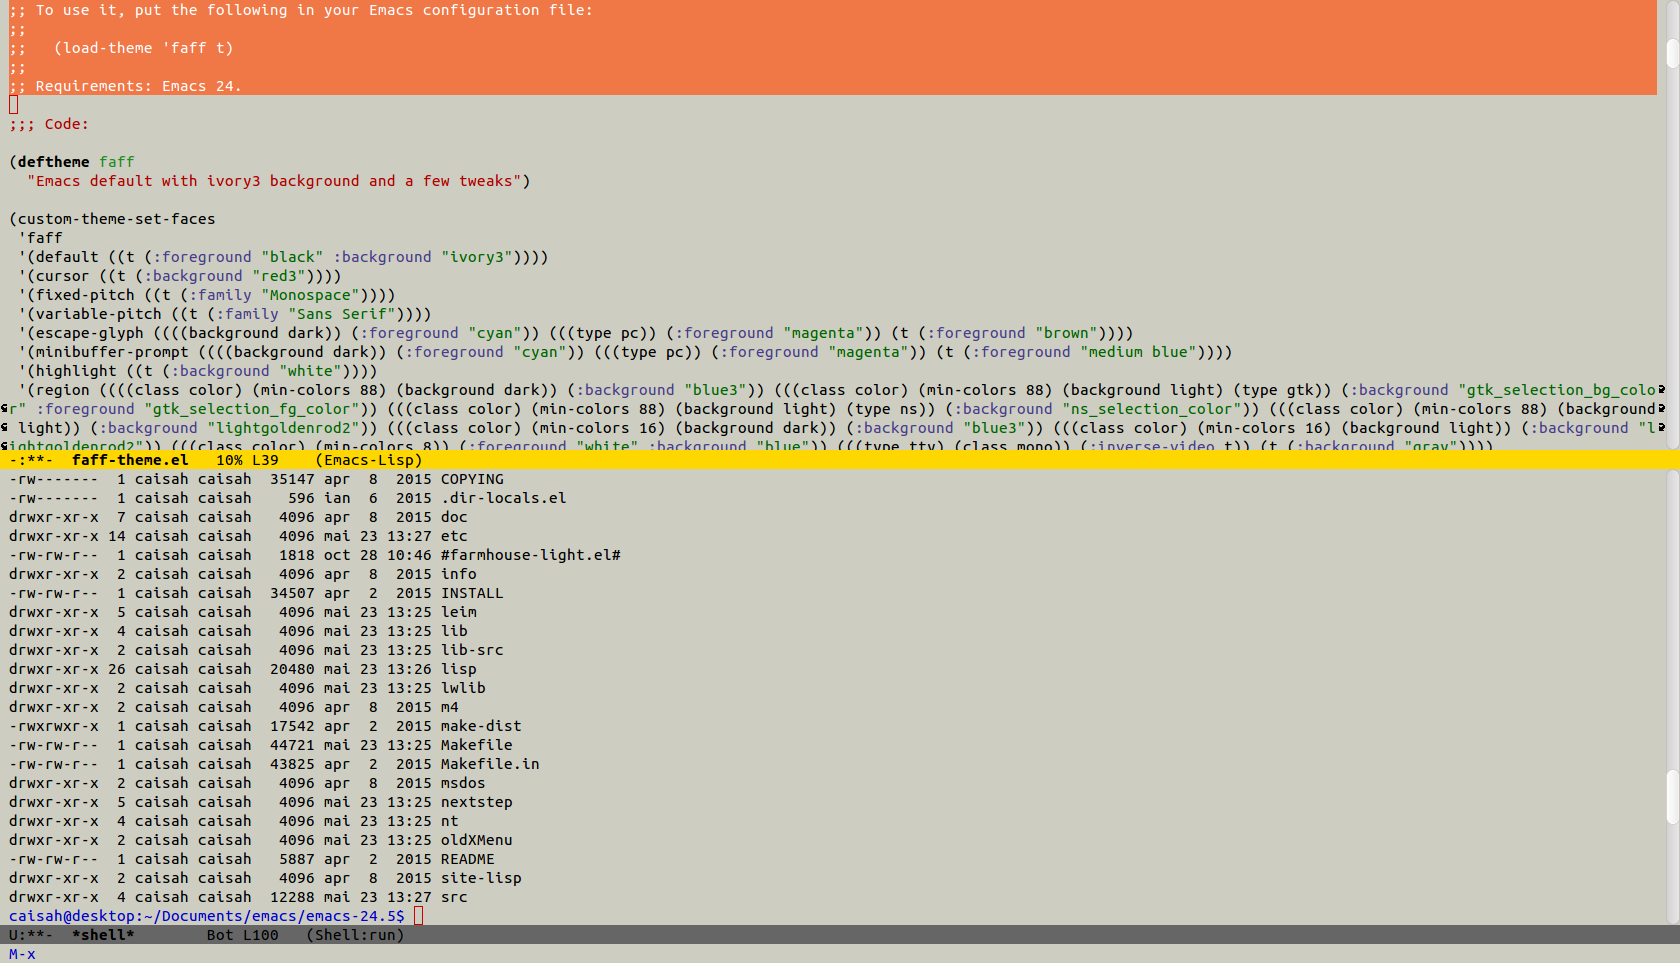 ;; To use it, put the following in your Emacs configuration file:
;;
;;   (load-theme 'faff t)
;;
;; Requirements: Emacs 24.
;;; Code:
(deftheme faff
  "Emacs default with ivory3 background and a few tweaks")
(custom-theme-set-faces
 'faff
 '(default ((t (:foreground "black" :background "ivory3"))))
 '(cursor ((t (:background "red3"))))
 '(fixed-pitch ((t (:family "Monospace"))))
 '(variable-pitch ((t (:family "Sans Serif"))))
 '(escape-glyph ((((background dark)) (:foreground "cyan")) (((type pc)) (:foreground "magenta")) (t (:foreground "brown"))))
 '(minibuffer-prompt ((((background dark)) (:foreground "cyan")) (((type pc)) (:foreground "magenta")) (t (:foreground "medium blue"))))
 '(highlight ((t (:background "white"))))
 '(region ((((class color) (min-colors 88) (background dark)) (:background "blue3")) (((class color) (min-colors 88) (background light) (type gtk)) (:background "gtk_selection_bg_colo
r" :foreground "gtk_selection_fg_color")) (((class color) (min-colors 88) (background light) (type ns)) (:background "ns_selection_color")) (((class color) (min-colors 88) (background
 light)) (:background "lightgoldenrod2")) (((class color) (min-colors 16) (background dark)) (:background "blue3")) (((class color) (min-colors 16) (background light)) (:background "l
ightgoldenrod2")) (((class color) (min-colors 8)) (:foreground "white" :background "blue")) (((type tty) (class mono)) (:inverse-video t)) (t (:background "gray"))))
-:**-  faff-theme.el   10% L39    (Emacs-Lisp)
-rw-------  1 caisah caisah  35147 apr  8  2015 COPYING
-rw-------  1 caisah caisah    596 ian  6  2015 .dir-locals.el
drwxr-xr-x  7 caisah caisah   4096 apr  8  2015 doc
drwxr-xr-x 14 caisah caisah   4096 mai 23 13:27 etc
-rw-rw-r--  1 caisah caisah   1818 oct 28 10:46 #farmhouse-light.el#
drwxr-xr-x  2 caisah caisah   4096 apr  8  2015 info
-rw-rw-r--  1 caisah caisah  34507 apr  2  2015 INSTALL
drwxr-xr-x  5 caisah caisah   4096 mai 23 13:25 leim
drwxr-xr-x  4 caisah caisah   4096 mai 23 13:25 lib
drwxr-xr-x  2 caisah caisah   4096 mai 23 13:25 lib-src
drwxr-xr-x 26 caisah caisah  20480 mai 23 13:26 lisp
drwxr-xr-x  2 caisah caisah   4096 mai 23 13:25 lwlib
drwxr-xr-x  2 caisah caisah   4096 apr  8  2015 m4
-rwxrwxr-x  1 caisah caisah  17542 apr  2  2015 make-dist
-rw-rw-r--  1 caisah caisah  44721 mai 23 13:25 Makefile
-rw-rw-r--  1 caisah caisah  43825 apr  2  2015 Makefile.in
drwxr-xr-x  2 caisah caisah   4096 apr  8  2015 msdos
drwxr-xr-x  5 caisah caisah   4096 mai 23 13:25 nextstep
drwxr-xr-x  4 caisah caisah   4096 mai 23 13:25 nt
drwxr-xr-x  2 caisah caisah   4096 mai 23 13:25 oldXMenu
-rw-rw-r--  1 caisah caisah   5887 apr  2  2015 README
drwxr-xr-x  2 caisah caisah   4096 apr  8  2015 site-lisp
drwxr-xr-x  4 caisah caisah  12288 mai 23 13:27 src
caisah@desktop:~/Documents/emacs/emacs-24.5$
U:**-  *shell*        Bot L100   (Shell:run)
M-x